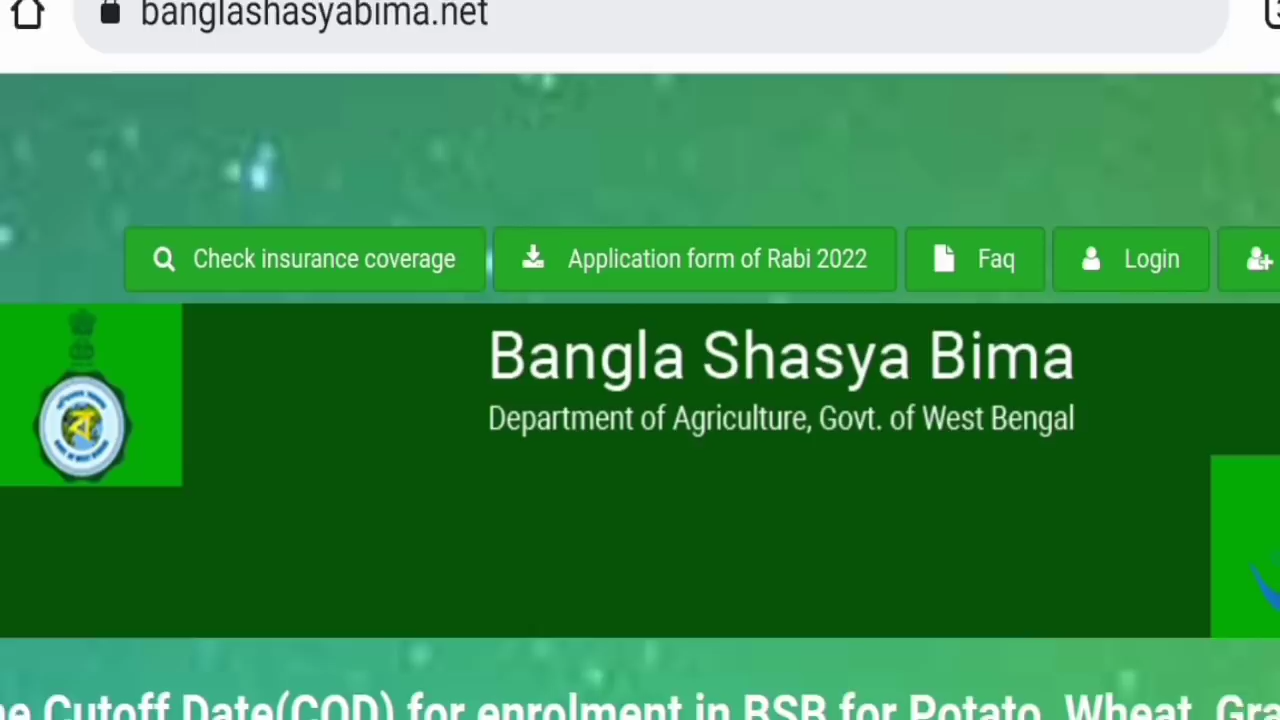 banglashasyabima.net
Check insurance coverage
Application form of Rabi 2022
Faq
Login
Bangla Shasya Bima
Department of Agriculture, Govt. of West Bengal
Cutoff Date(COD) for enrolment in BSB for Potato, Wheat,